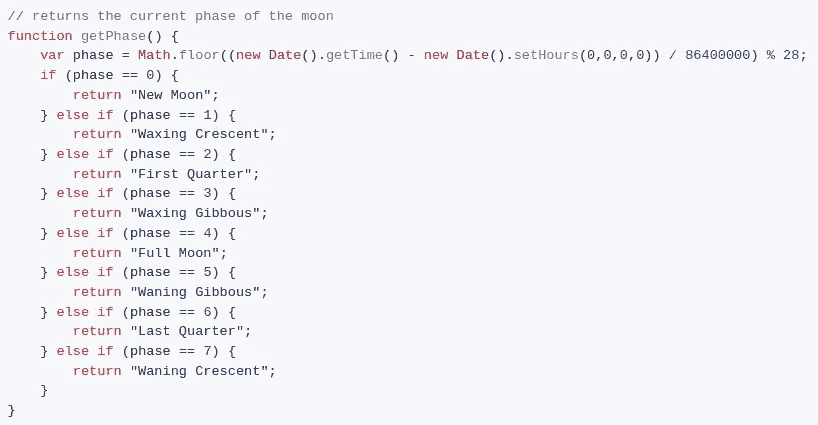 // returns the current phase of the moon
function getPhase() {
    var phase = Math.floor((new Date().getTime() - new Date().setHours(0,0,0,0)) / 86400000) % 28;
    if (phase == 0) {
        return "New Moon";
    } else if (phase == 1) {
        return "Waxing Crescent";
    } else if (phase == 2) {
        return "First Quarter";
    } else if (phase == 3) {
        return "Waxing Gibbous";
    } else if (phase == 4) {
        return "Full Moon";
    } else if (phase == 5) {
        return "Waning Gibbous";
    } else if (phase == 6) {
        return "Last Quarter";
    } else if (phase == 7) {
        return "Waning Crescent";
    }
}